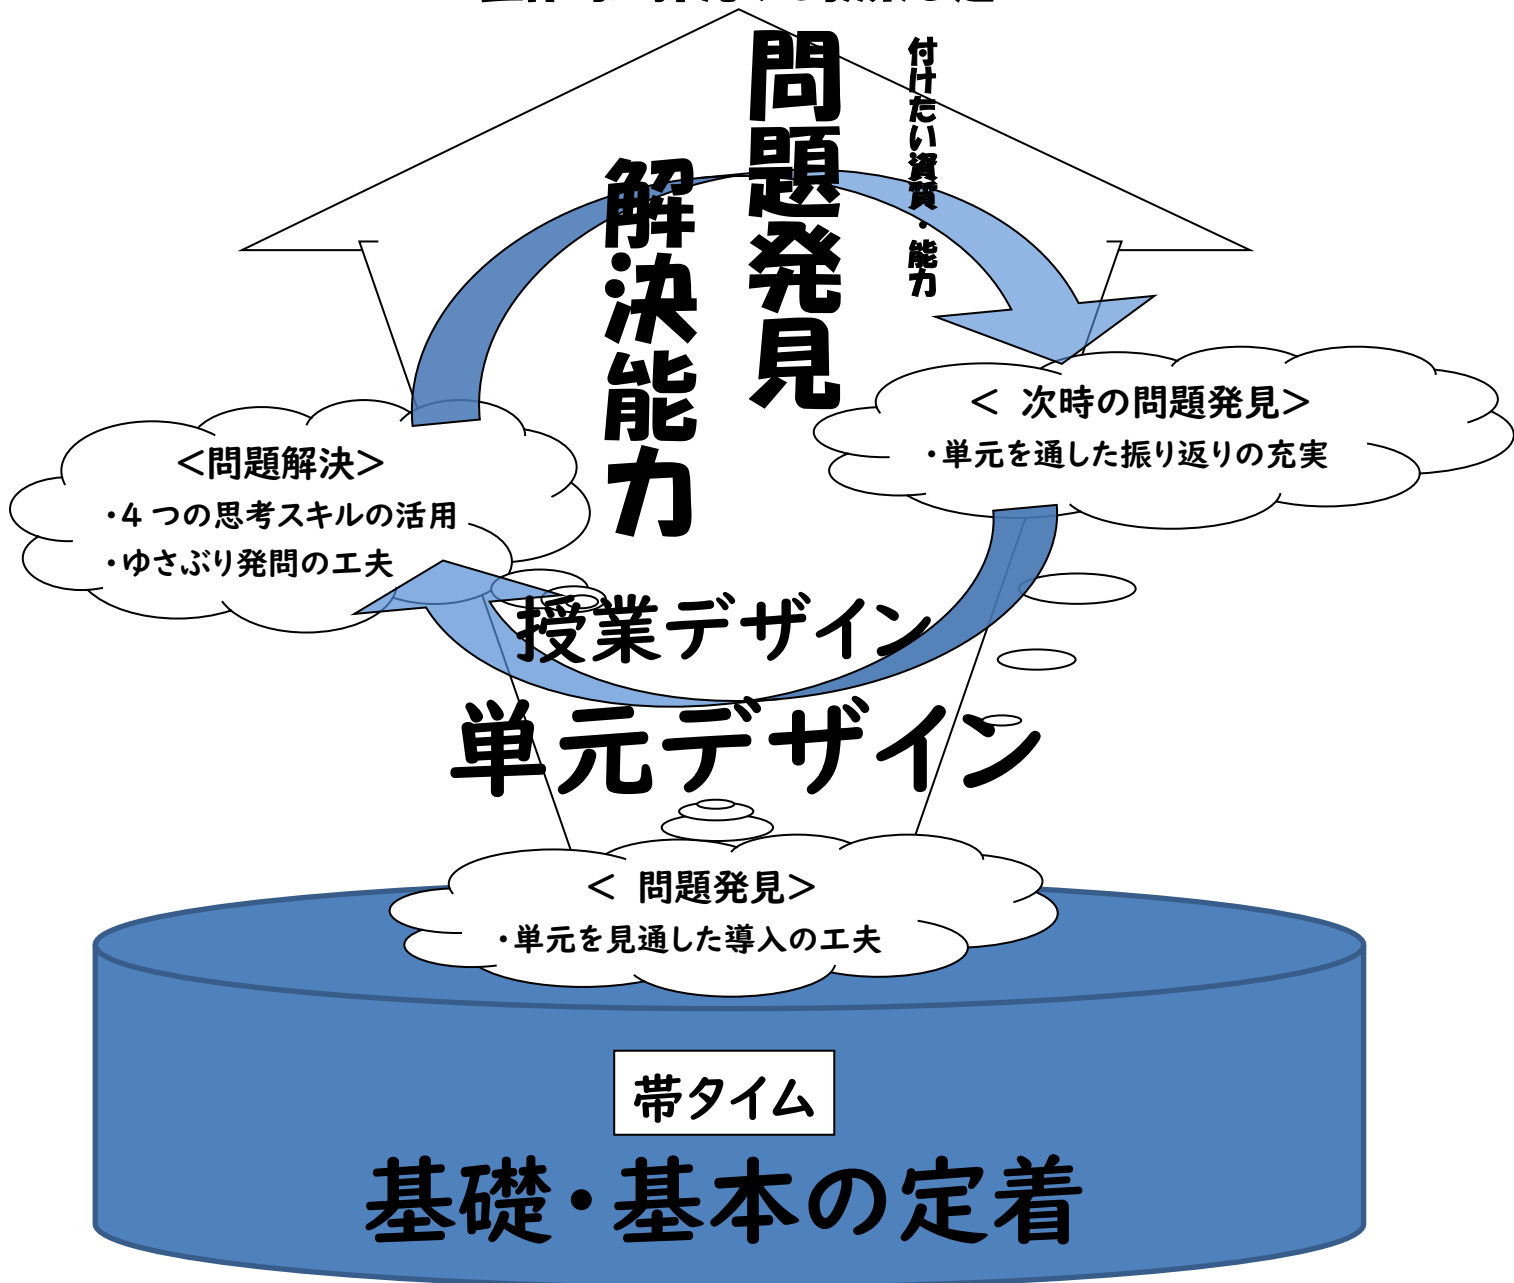 付けたい資質・能力
問題発見
解決能力
< 次時の問題発見>
・単元を通した振り返りの充実
<問題解決>
・4つの思考スキルの活用
・ゆさぶり発問の工夫
授業デザイン
単元デザイン
< 問題発見>
・単元を見通した導入の工夫
帯タイム
基礎・基本の定着